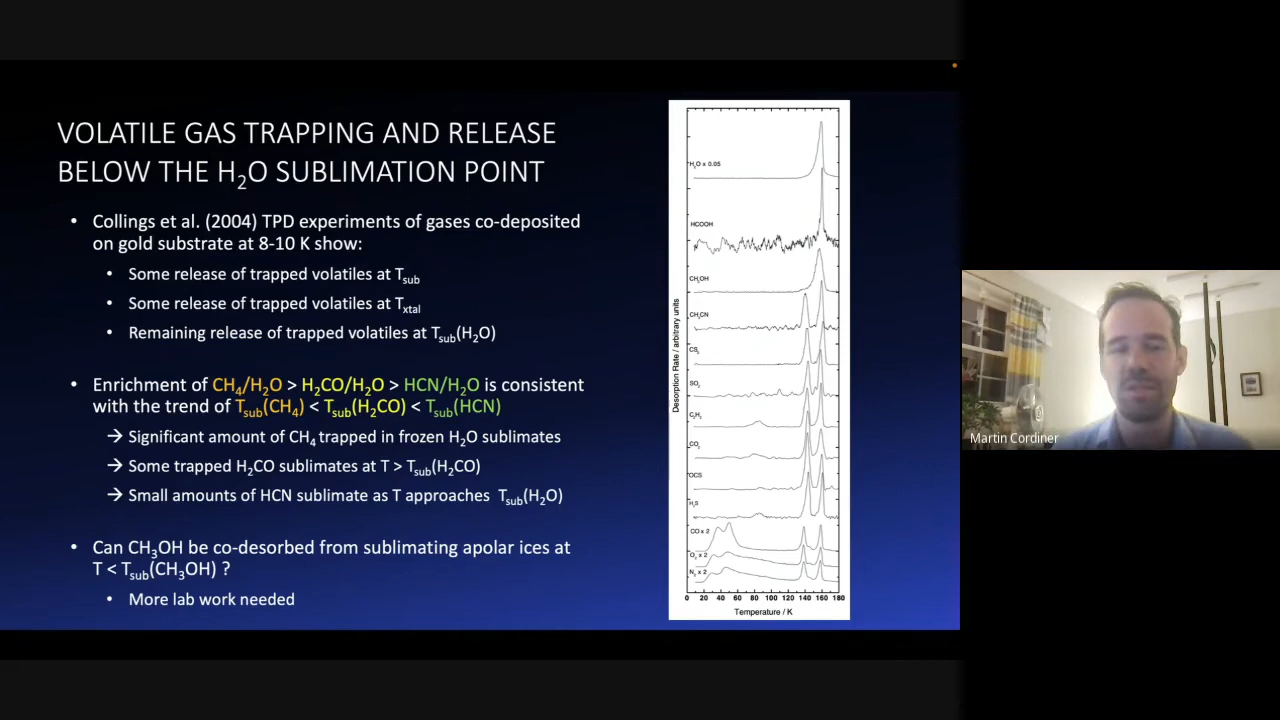 VOLATILE GAS TRAPPING AND RELEASE
BELOW THE H₂O SUBLIMATION POINT
• Collings et al. (2004) TPD experiments of gases co-deposited
on gold substrate at 8-10 K show:
• Some release of trapped volatiles at Tsub
• Some release of trapped volatiles at Txtal
• Remaining release of trapped volatiles at Tsub(H₂O)
• Enrichment of CH₄/H₂O > H₂CO/H₂O > HCN/H₂O is consistent
with the trend of Tsub(CH₄) < Tsub(H₂CO) < Tsub(HCN)
→ Significant amount of CH₄ trapped in frozen H₂O sublimates
→ Some trapped H₂CO sublimates at T > Tsub(H₂CO)
→ Small amounts of HCN sublimate as T approaches Tsub(H₂O)
• Can CH₃OH be co-desorbed from sublimating apolar ices at
T < Tsub(CH₃OH) ?
• More lab work needed
H₂O x 0.05
HCOOH
CH₃OH
CH₃CN
CS₂
SO₂
C₂H₂
CO₂
OCS
H₂S
CO x 2
O₂ x 2
N₂ x 2
Desorption Rate / arbitrary units
0 20 40 60 80 100 120 140 160 180
Temperature / K
Martin Cordiner